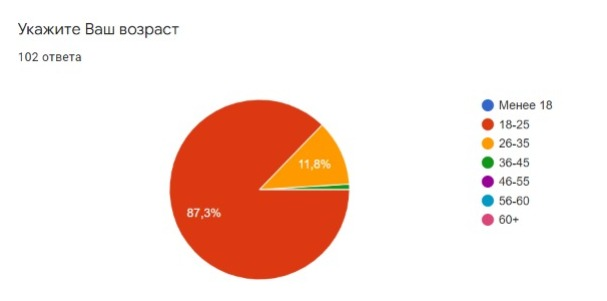 Укажите Ваш возраст
102 ответа
Менее 18
18-25
26-35
36-45
46-55
56-60
60+
11,8%
87,3%